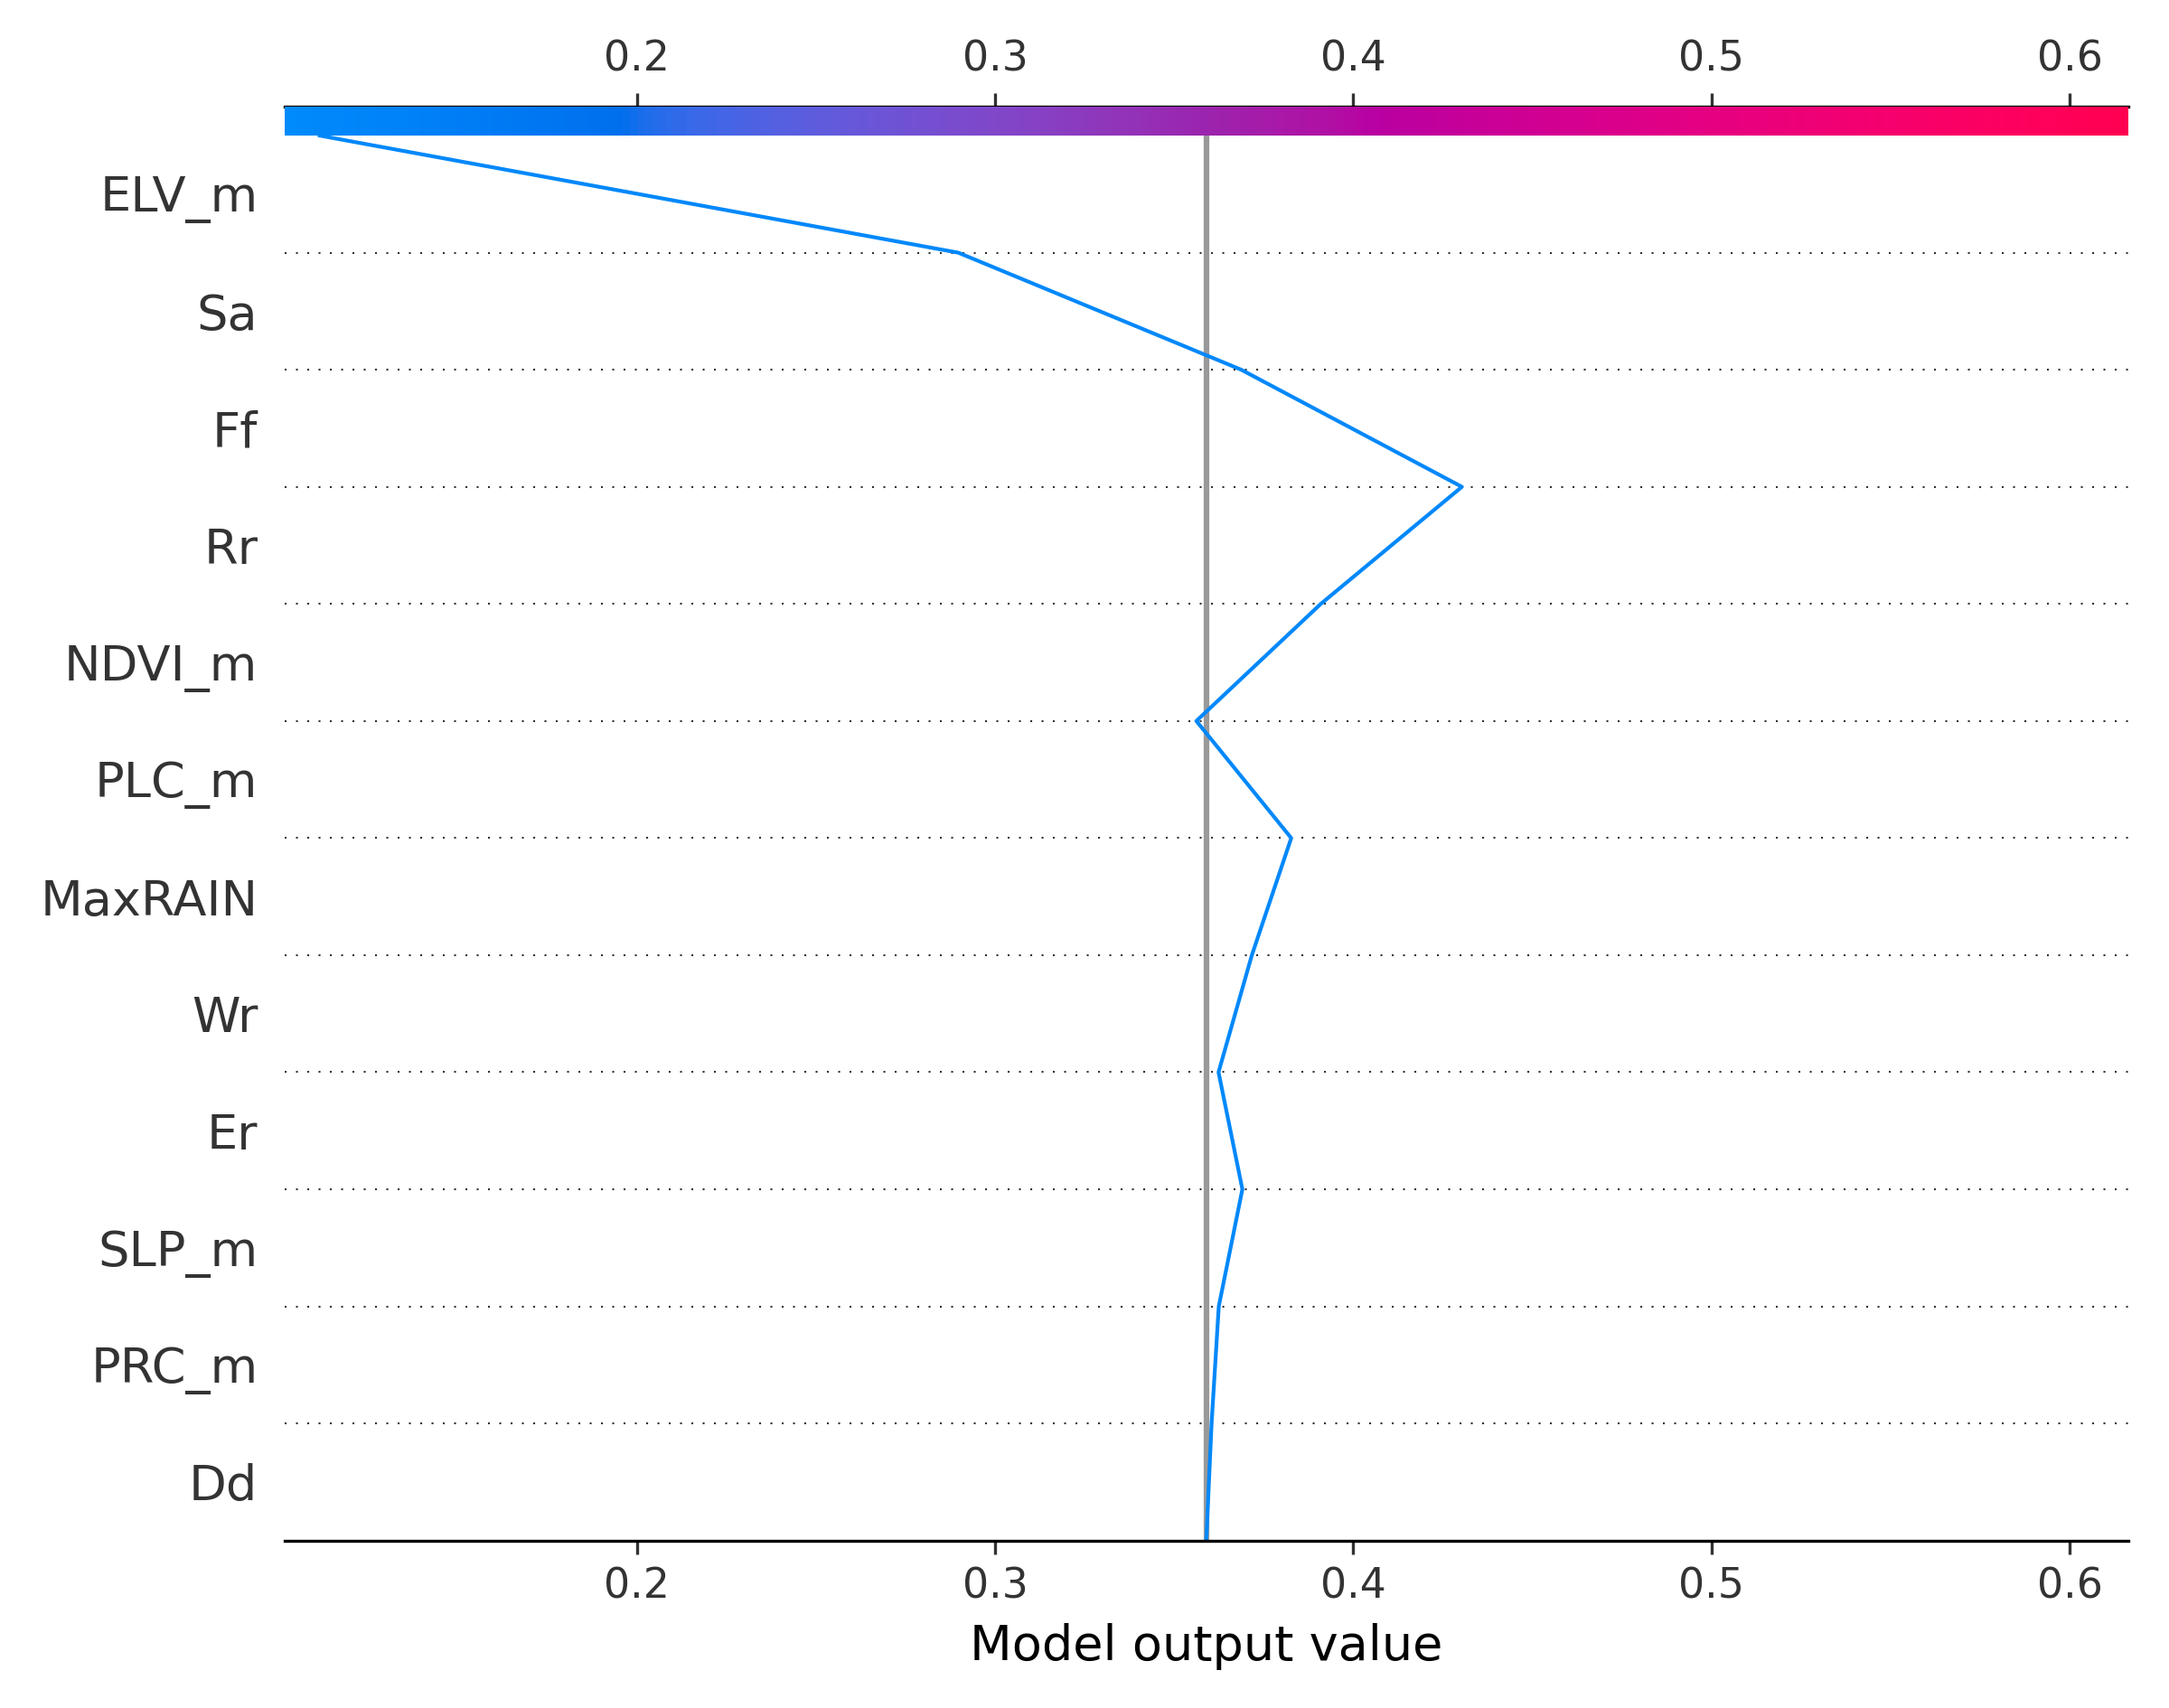 0.2 0.3 0.4 0.5 0.6
ELV_m
Sa
Ff
Rr
NDVI_m
PLC_m
MaxRAIN
Wr
Er
SLP_m
PRC_m
Dd
0.2 0.3 0.4 0.5 0.6
Model output value